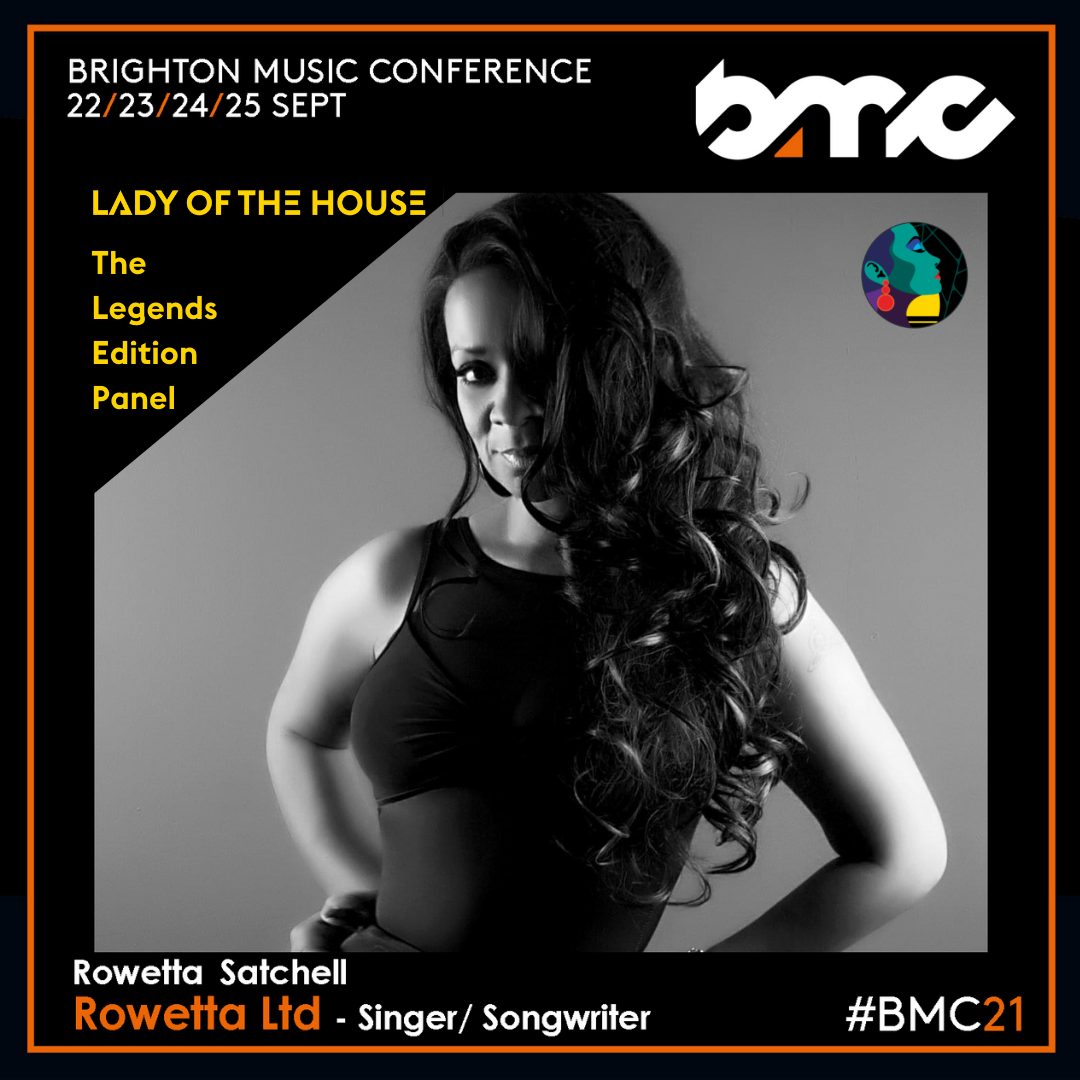 BRIGHTON MUSIC CONFERENCE
22/23/24/25 SEPT
bmc
LADY OF THE HOUSE
The
Legends
Edition
Panel
Rowetta Satchell
Rowetta Ltd - Singer/ Songwriter
#BMC21